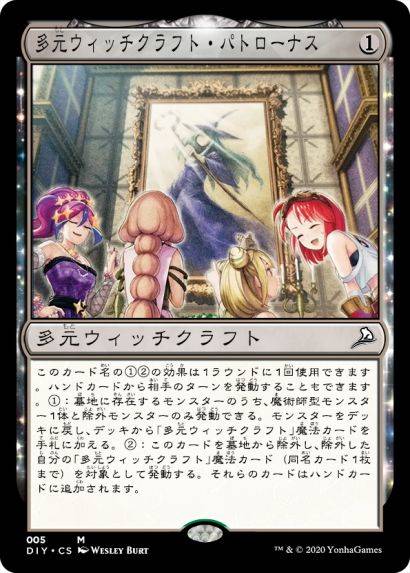 多元ウィッチクラフト・パトローナス
1
多元ウィッチクラフト
このカード名の①②の効果は1ラウンドに1回使用できます
。ハンドカードから相手のターンを発動することもできます
。①：墓地に存在するモンスターのうち、魔術師型モンス
ター1体と除外モンスターのみ発動できる。モンスターをデッ
キに戻し、デッキから「多元ウィッチクラフト」魔法カードを
手札に加える。②：このカードを墓地から除外し、除外した
自分の「多元ウィッチクラフト」魔法カード（同名カード1枚
まで）を対象として発動する。それらのカードはハンドカード
に追加されます。
005 M
DIY • CS Wesley Burt
™ & © 2020 YonhaGames